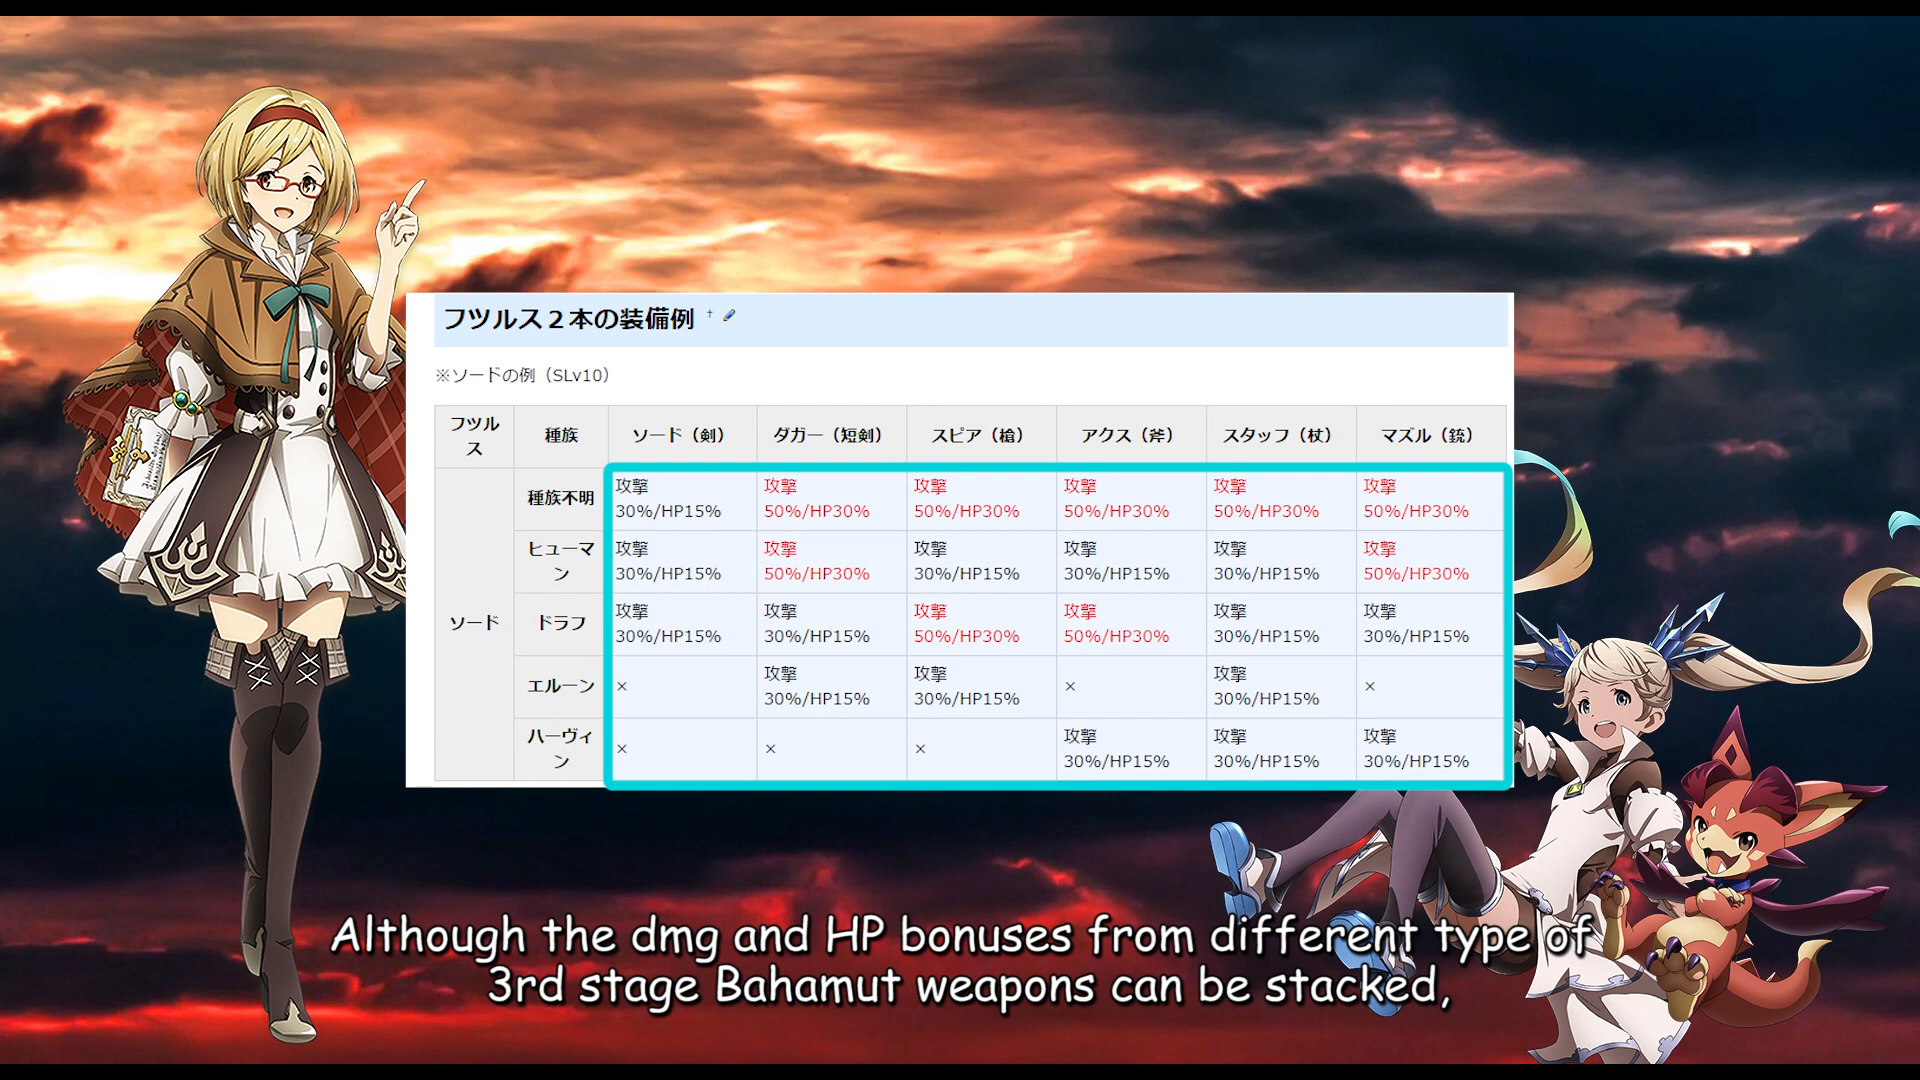 フツルス２本の装備例 †
※ソードの例（SLv10）
フツルス 種族 ソード（剣） ダガー（短剣） スピア（槍） アクス（斧） スタッフ（杖） マズル（銃）
ソード
種族不明 攻撃 30%/HP15% 攻撃 50%/HP30% 攻撃 50%/HP30% 攻撃 50%/HP30% 攻撃 50%/HP30% 攻撃 50%/HP30%
ヒューマン 攻撃 30%/HP15% 攻撃 50%/HP30% 攻撃 30%/HP15% 攻撃 30%/HP15% 攻撃 30%/HP15% 攻撃 50%/HP30%
ドラフ 攻撃 30%/HP15% 攻撃 30%/HP15% 攻撃 50%/HP30% 攻撃 50%/HP30% 攻撃 30%/HP15% 攻撃 30%/HP15%
エルーン × 攻撃 30%/HP15% 攻撃 30%/HP15% × 攻撃 30%/HP15% ×
ハーヴィン × × × 攻撃 30%/HP15% 攻撃 30%/HP15% 攻撃 30%/HP15%
Although the dmg and HP bonuses from different type of
3rd stage Bahamut weapons can be stacked,